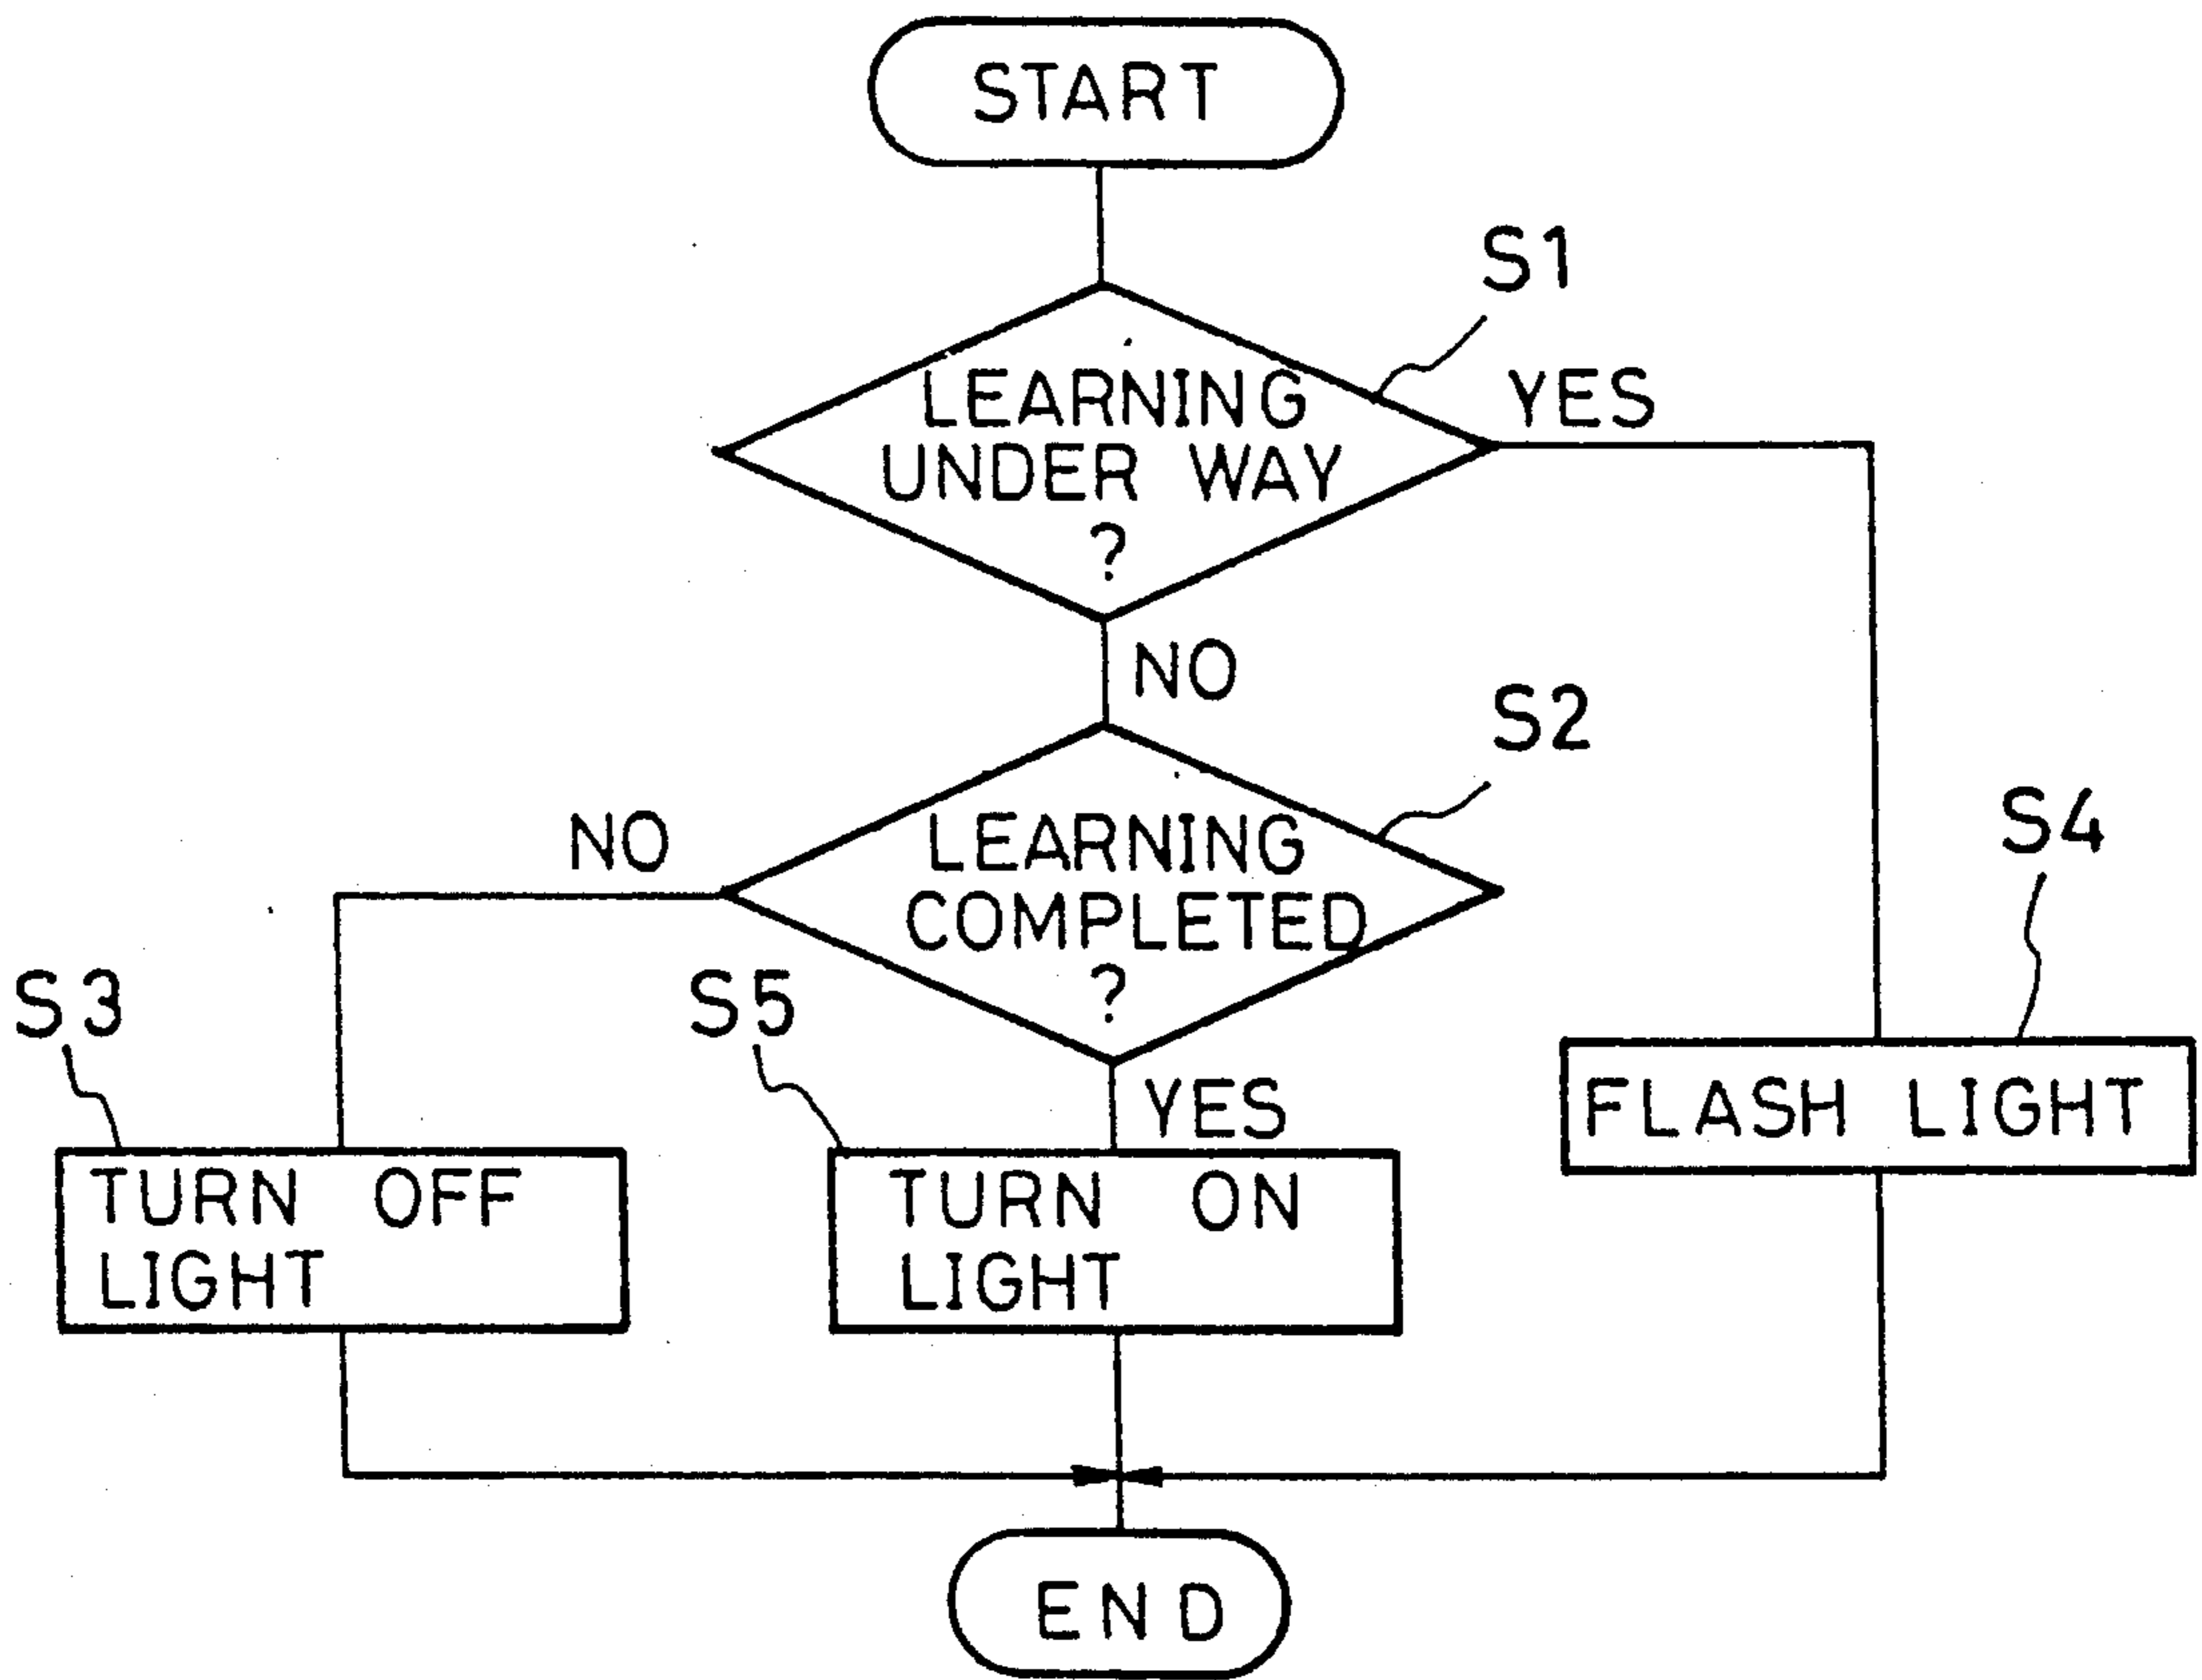 START
S1
LEARNING
UNDER WAY
?
YES
NO
S2
LEARNING
COMPLETED
?
NO
YES
S3
S5
S4
TURN OFF
LIGHT
TURN ON
LIGHT
FLASH LIGHT
END